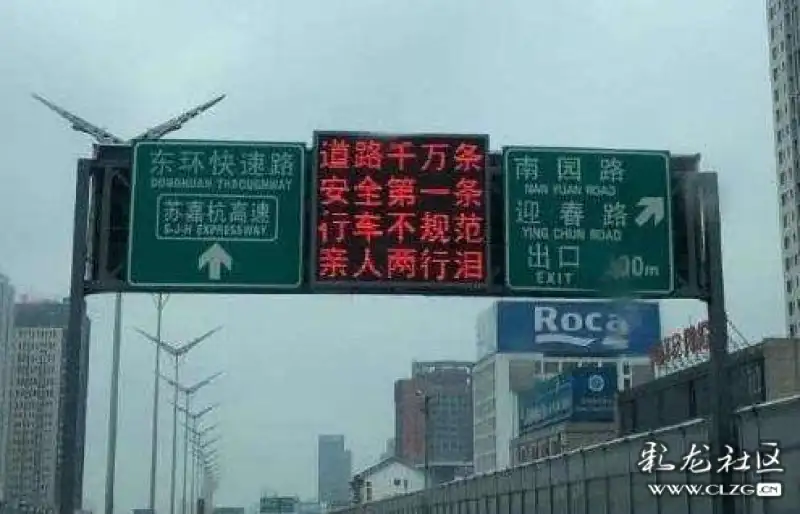 东环快速路
DONGHUAN THROUGHWAY
苏嘉杭高速
S-J-H EXPRESSWAY
道路千万条
安全第一条
行车不规范
亲人两行泪
南园路
NAN YUAN ROAD
迎春路
YING CHUN ROAD
出口
EXIT
00m
Roca
彩龙社区
WWW.CLZG.CN